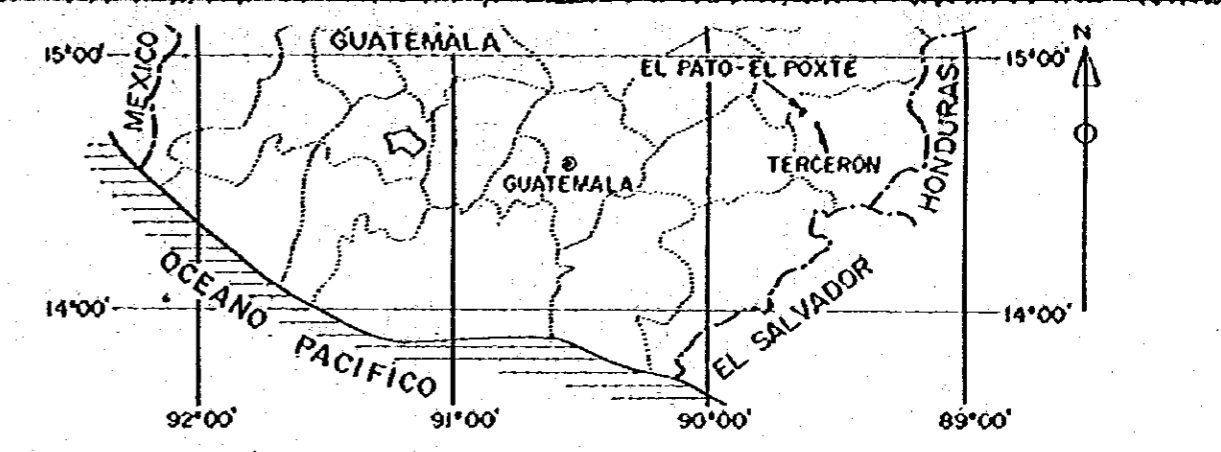 GUATEMALA
N
15°00'
MEXICO
EL PATO-EL POXTE
15°00'
HONDURAS
TERCERON
GUATEMALA
OCEANO PACIFICO
14°00'
EL SALVADOR
14°00'
92°00'
91°00'
90°00'
89°00'